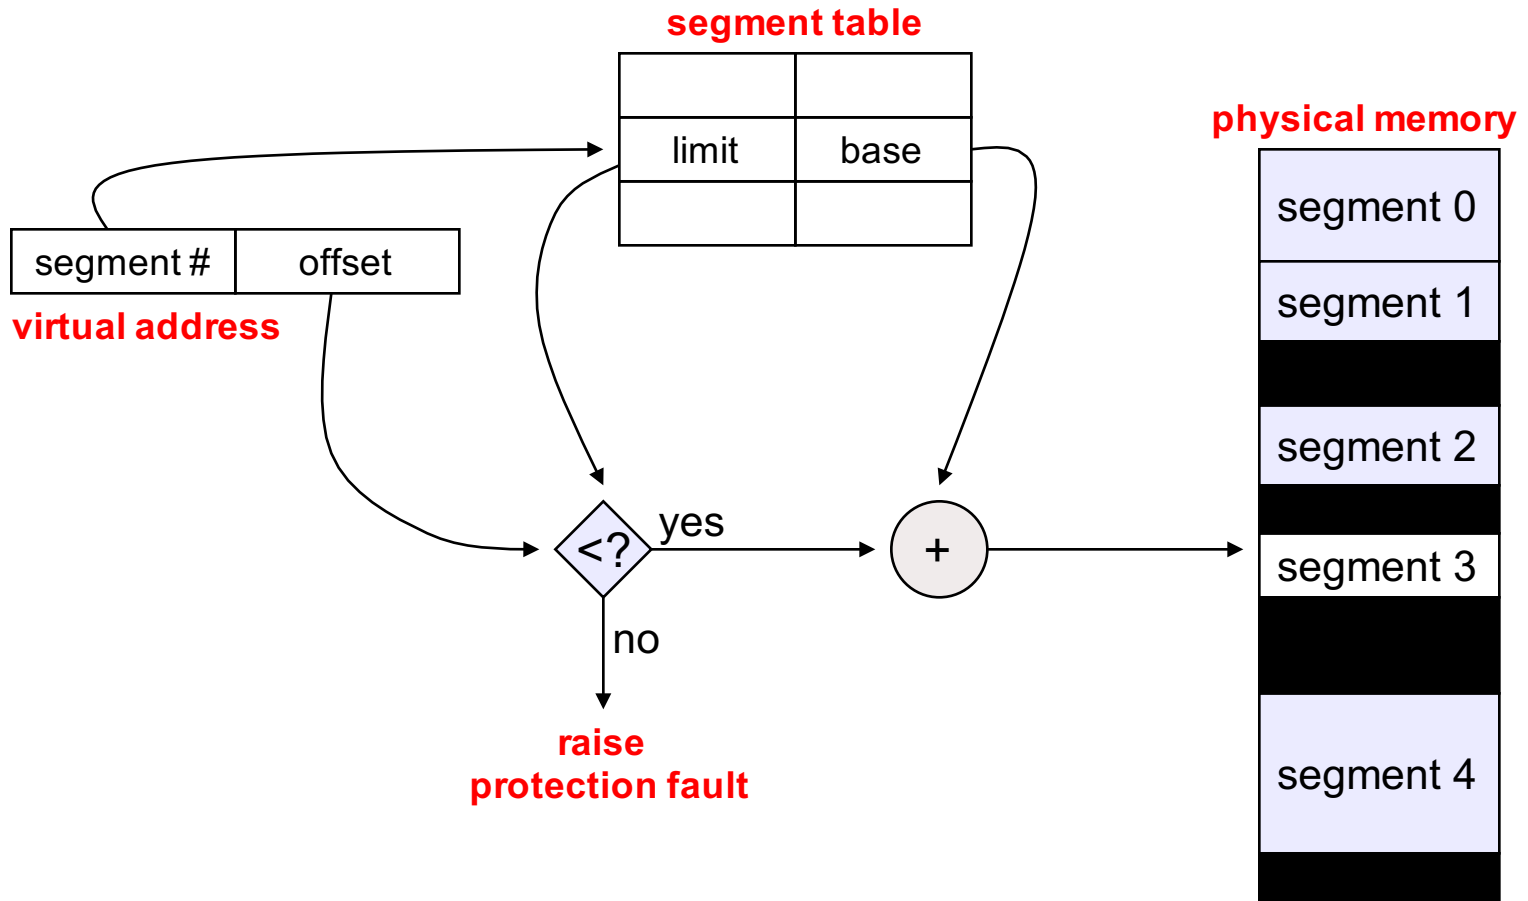 segment table
limit base
physical memory
segment # offset
virtual address
segment 0
segment 1
segment 2
segment 3
segment 4
<?
yes
+
no
raise
protection fault